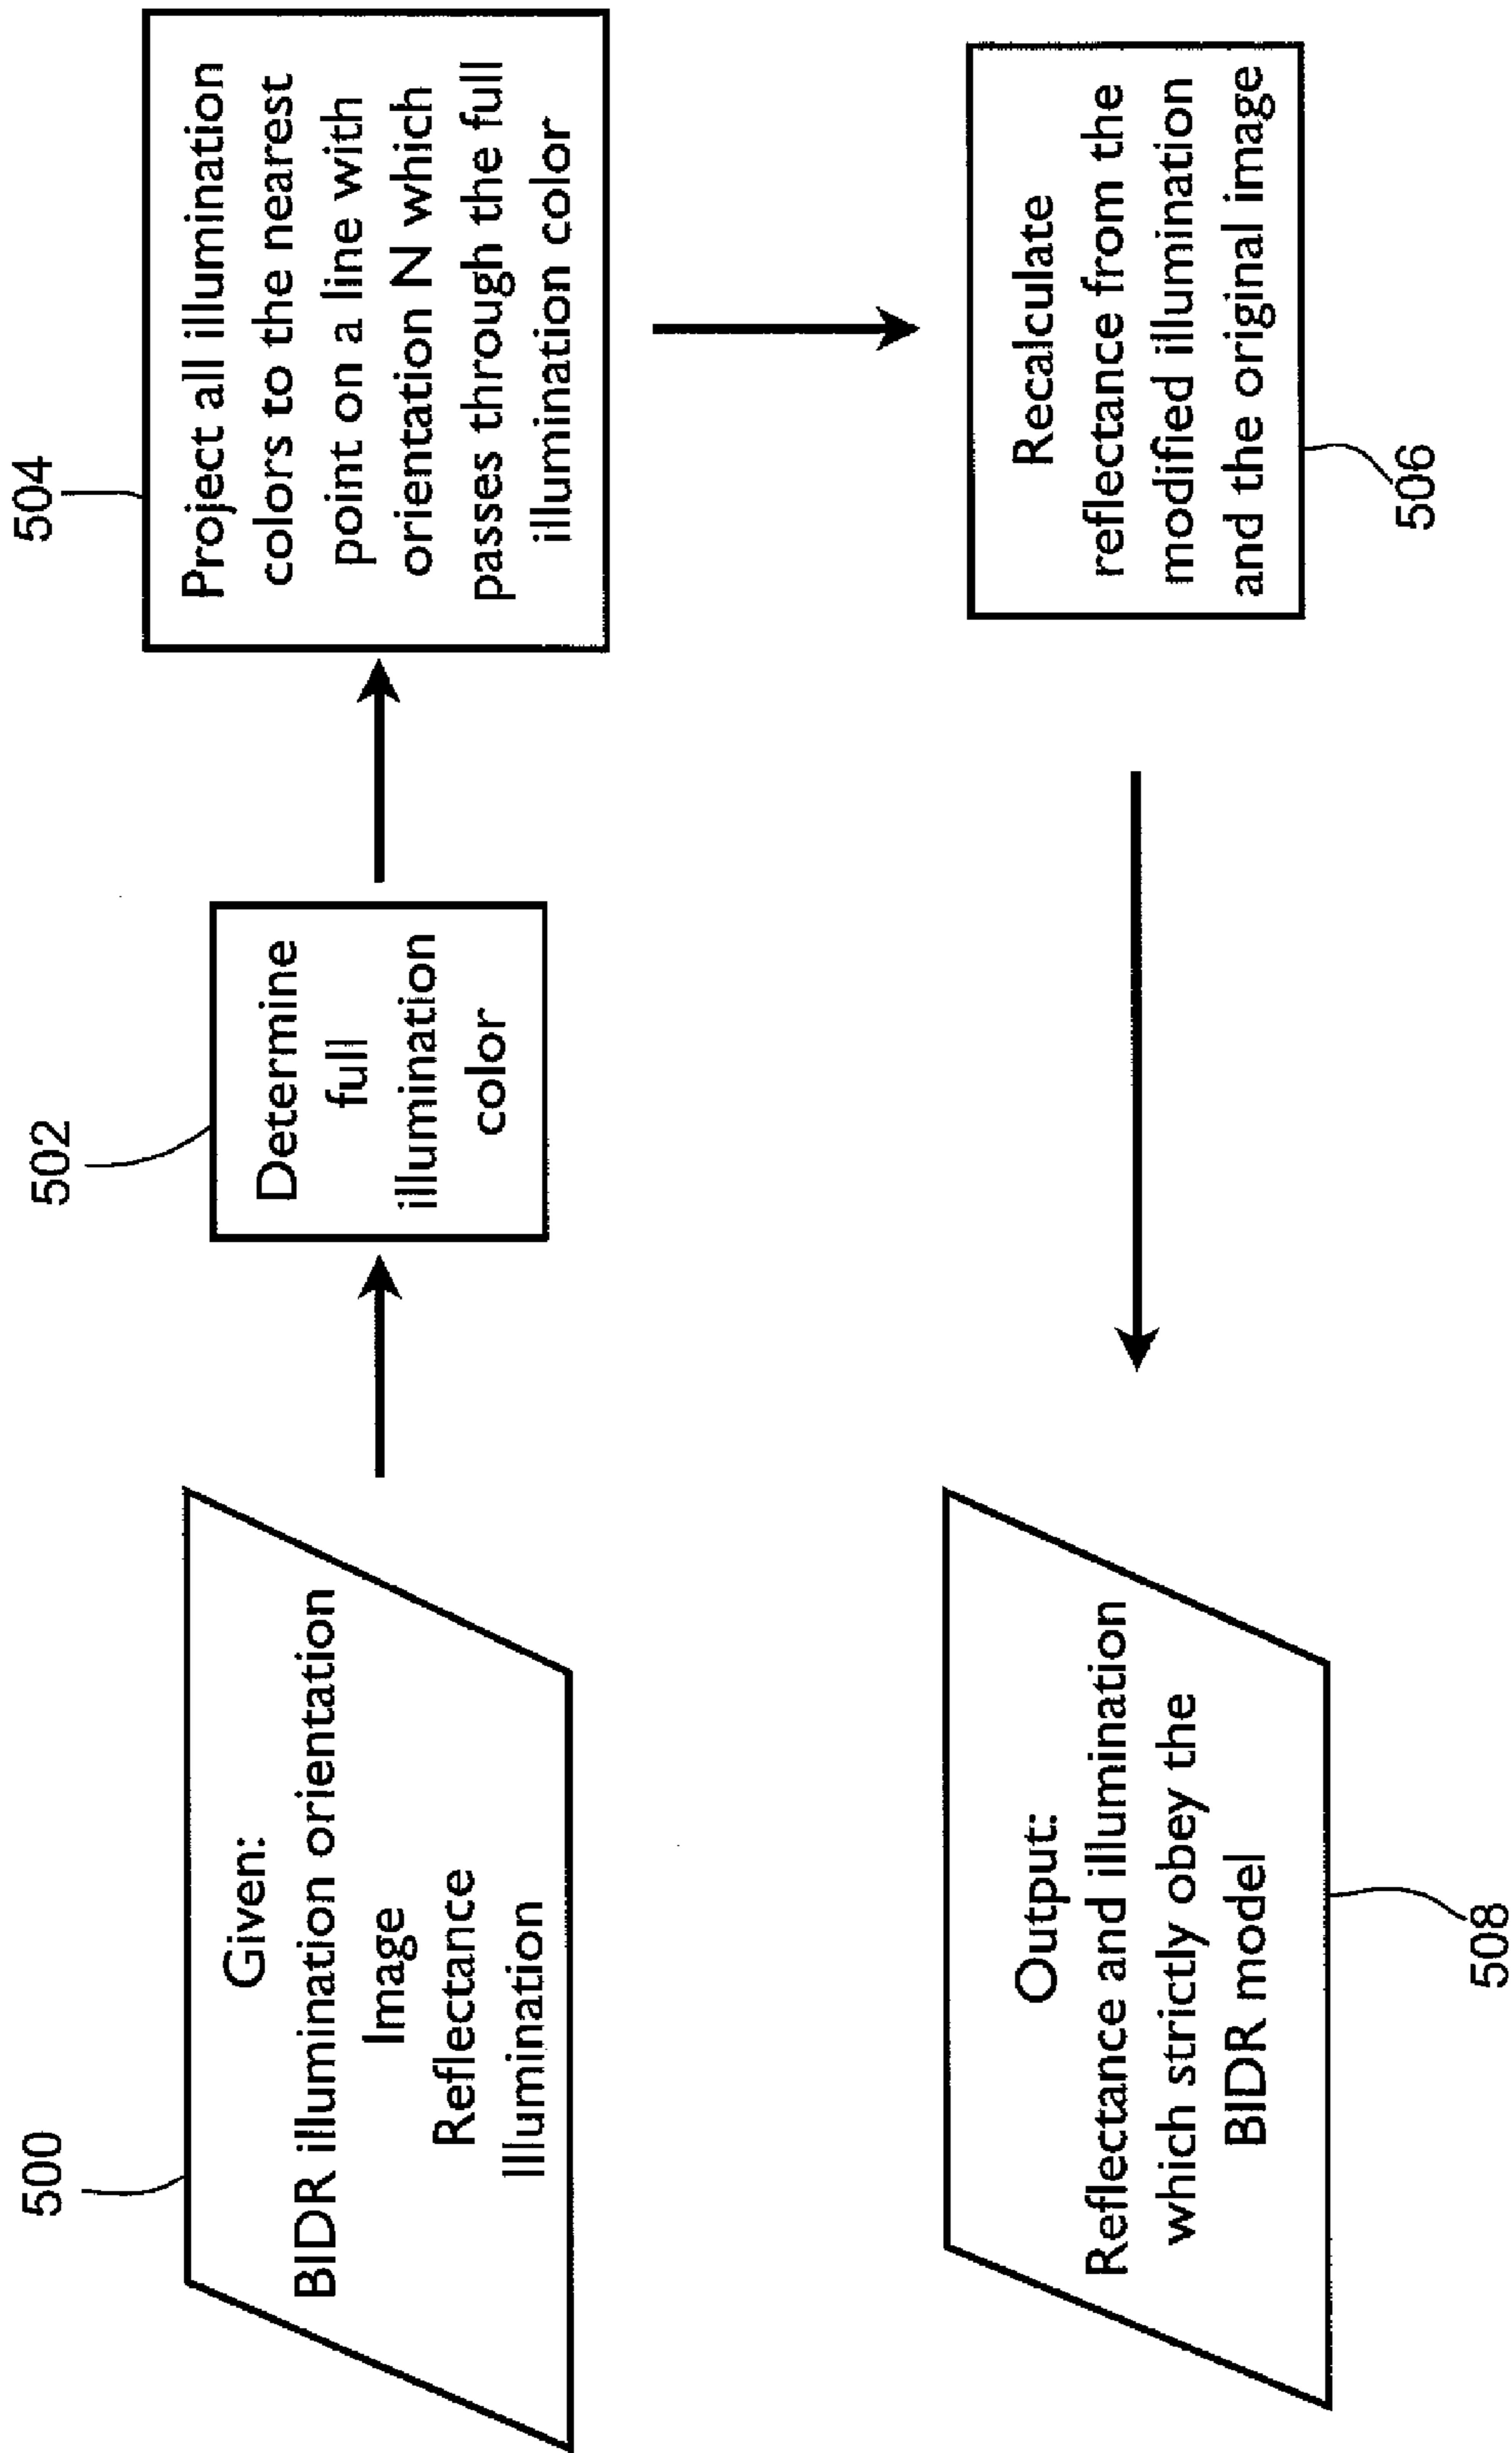 500
Given:
BIDR illumination orientation
Image
Reflectance
Illumination
502
Determine
full
illumination
color
504
Project all illumination
colors to the nearest
point on a line with
orientation N which
passes through the full
illumination color
Recalculate
reflectance from the
modified illumination
and the original image
506
Output:
Reflectance and illumination
which strictly obey the
BIDR model
508